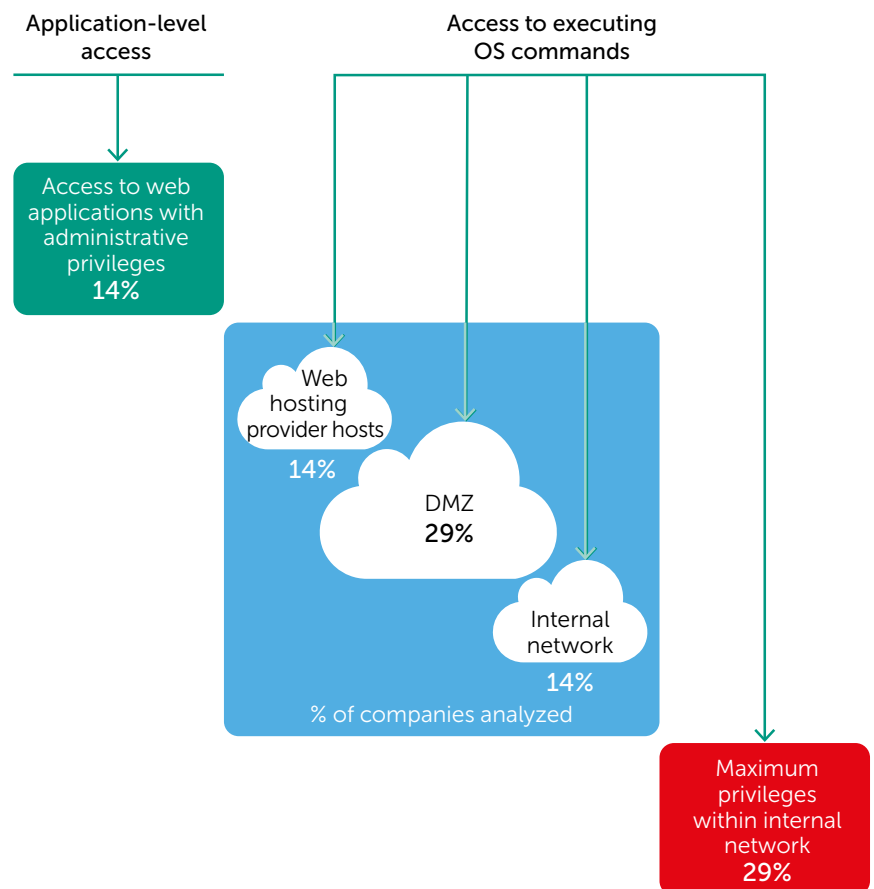 Application-level
access
Access to executing
OS commands
Access to web
applications with
administrative
privileges
14%
Web
hosting
provider hosts
14%
DMZ
29%
Internal
network
14%
% of companies analyzed
Maximum
privileges
within internal
network
29%